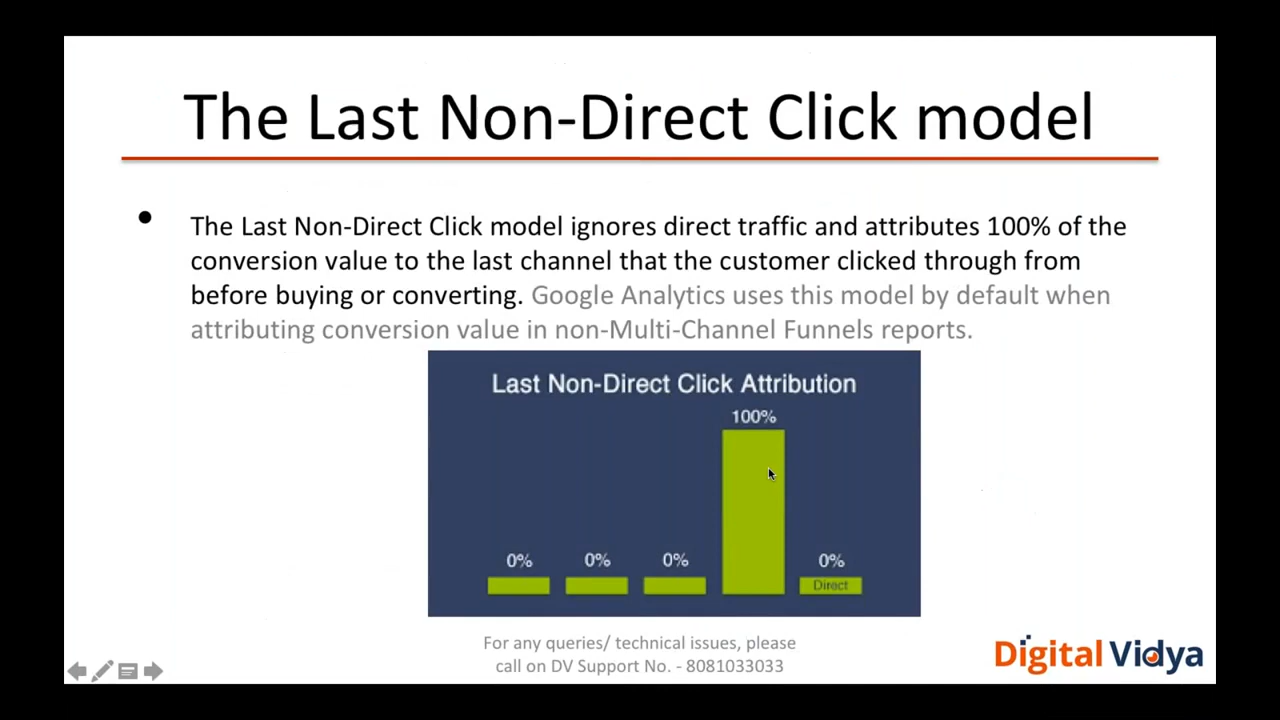 The Last Non-Direct Click model
• The Last Non-Direct Click model ignores direct traffic and attributes 100% of the
conversion value to the last channel that the customer clicked through from
before buying or converting. Google Analytics uses this model by default when
attributing conversion value in non-Multi-Channel Funnels reports.
Last Non-Direct Click Attribution
100%
0% 0% 0% 0%
Direct
For any queries/ technical issues, please
call on DV Support No. - 8081033033
Digital Vidya